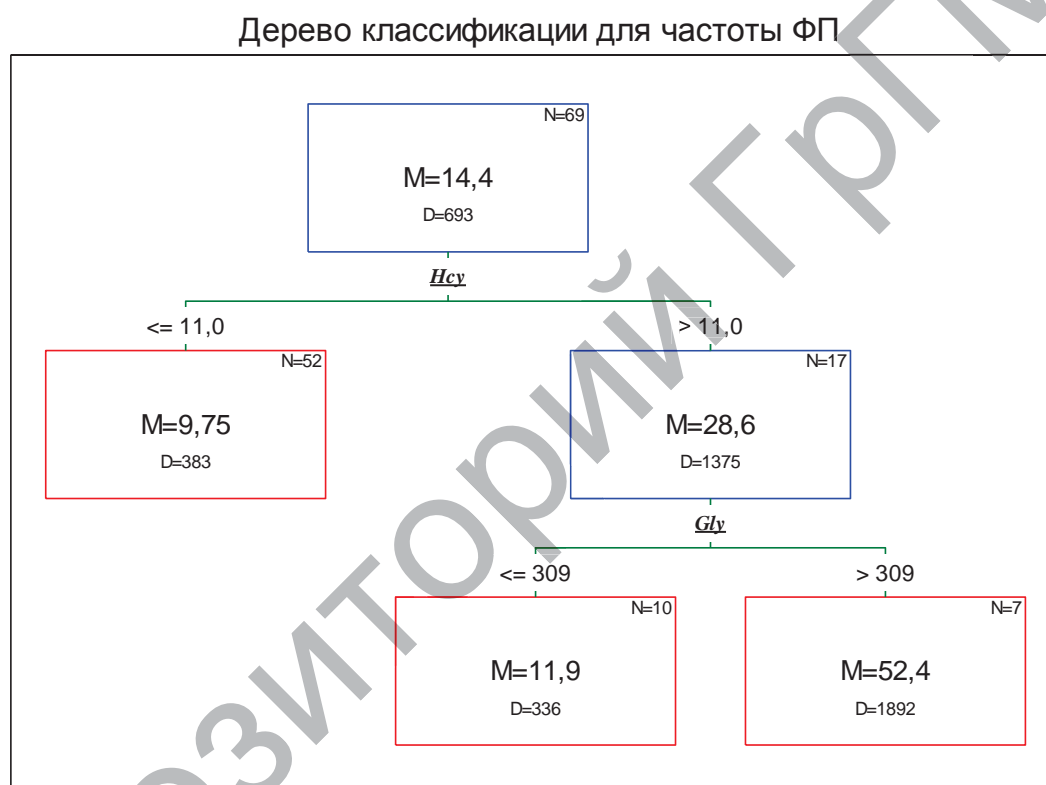 Дерево классификации для частоты ФП
N=69
M=14,4
D=693
Hcy
<= 11,0
> 11,0
N=52
M=9,75
D=383
N=17
M=28,6
D=1375
Gly
<= 309
> 309
N=10
M=11,9
D=336
N=7
M=52,4
D=1892